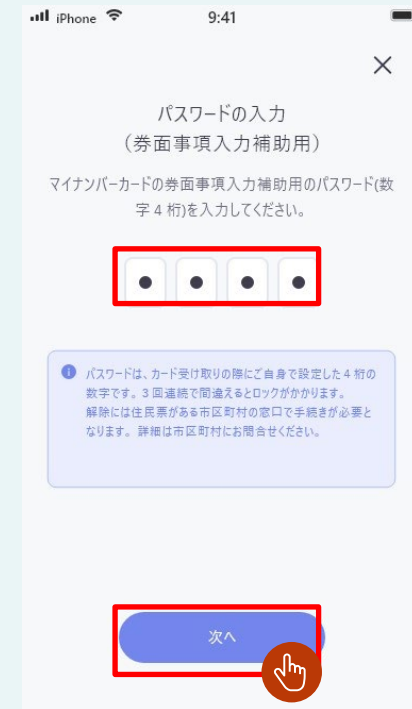 iPhone 9:41
パスワードの入力
（券面事項入力補助用）
マイナンバーカードの券面事項入力補助用のパスワード(数
字４桁)を入力してください。
パスワードは、カード受け取りの際にご自身で設定した４桁の
数字です。３回連続で間違えるとロックがかかります。
解除には住民票がある市区町村の窓口で手続きが必要と
なります。詳細は市区町村にお問合せください。
次へ